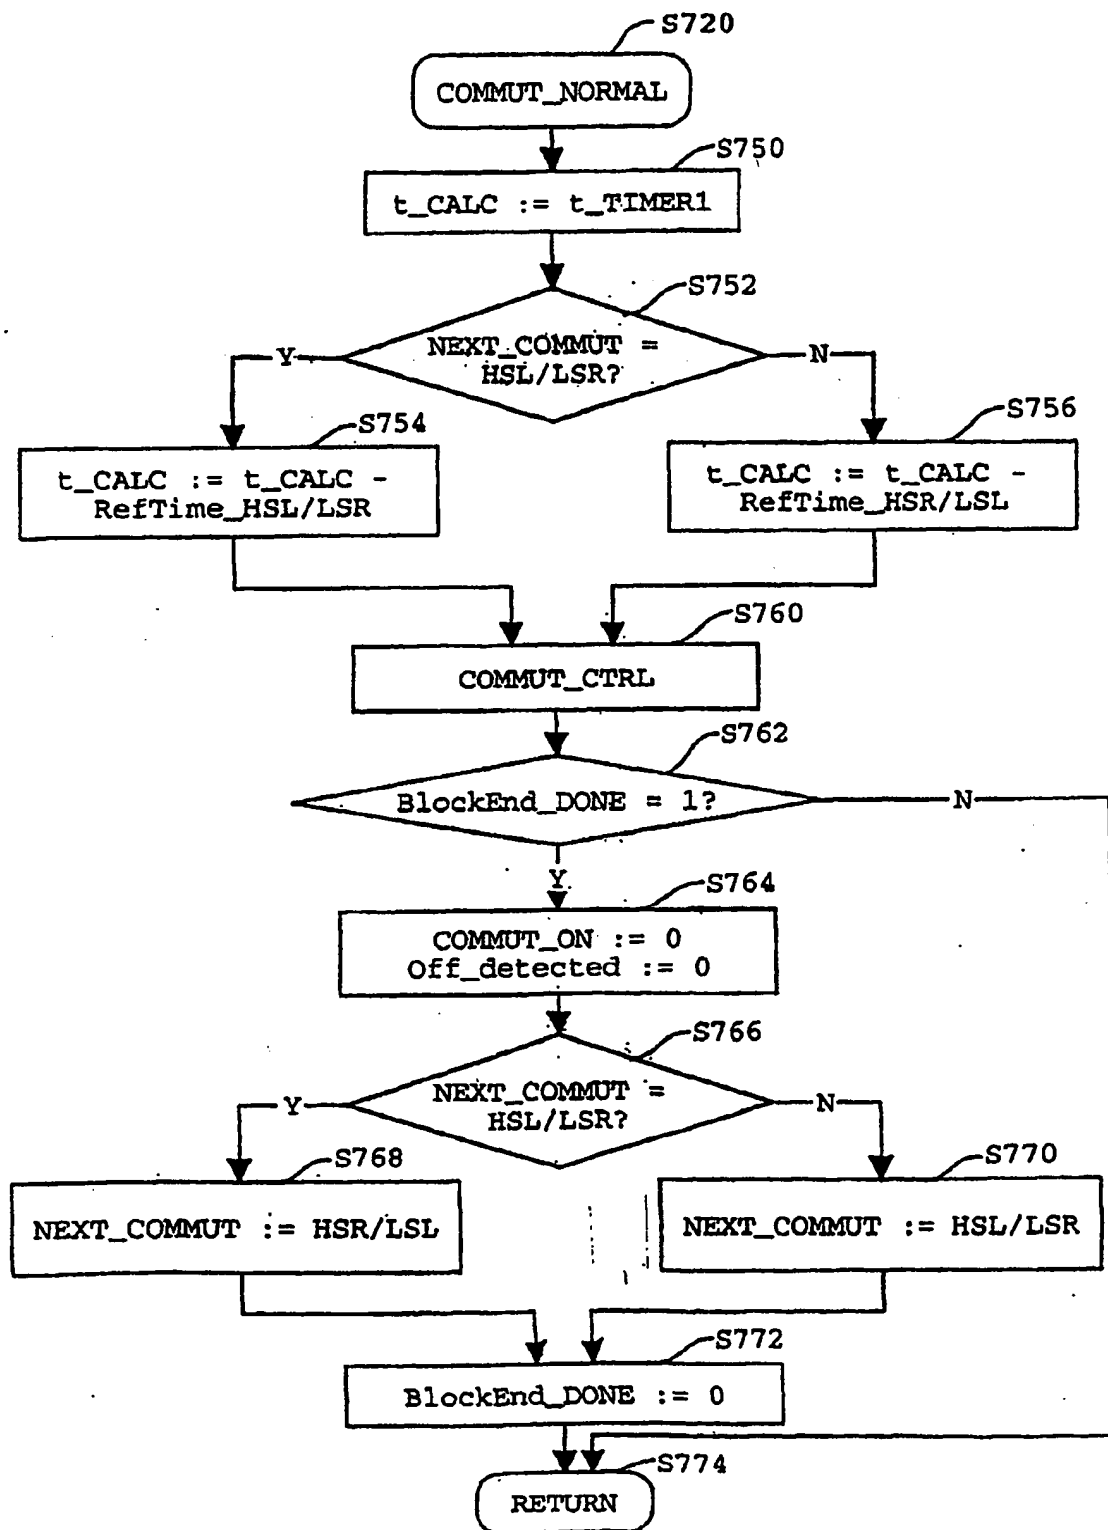 S720
COMMUT_NORMAL
S750
t_CALC := t_TIMER1
S752
NEXT_COMMUT =
HSL/LSR?
Y
N
S754
t_CALC := t_CALC -
RefTime_HSL/LSR
S756
t_CALC := t_CALC -
RefTime_HSR/LSL
S760
COMMUT_CTRL
S762
BlockEnd_DONE = 1?
N
Y
S764
COMMUT_ON := 0
Off_detected := 0
S766
NEXT_COMMUT =
HSL/LSR?
Y
N
S768
NEXT_COMMUT := HSR/LSL
S770
NEXT_COMMUT := HSL/LSR
S772
BlockEnd_DONE := 0
S774
RETURN